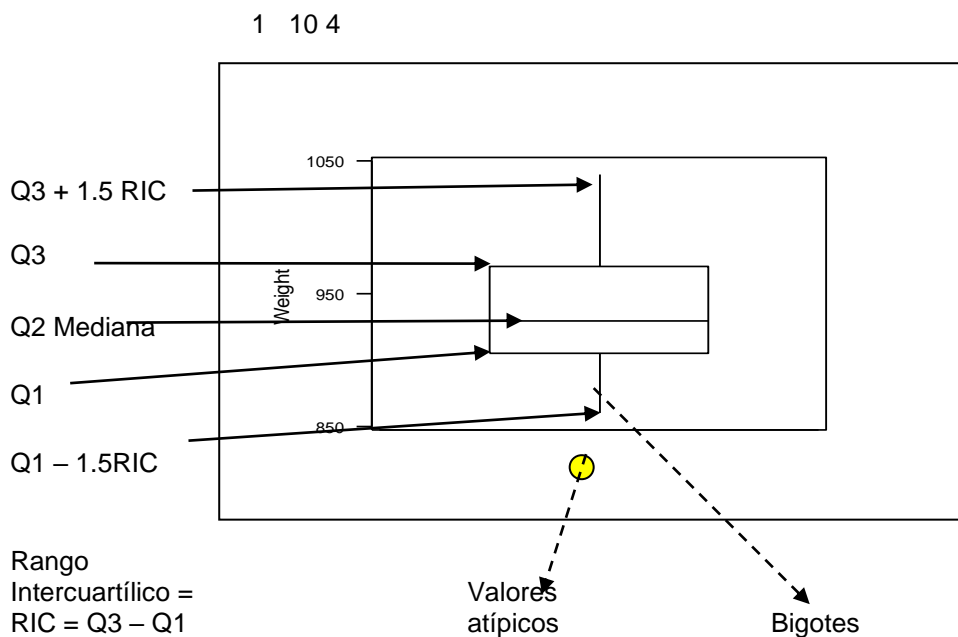 1 10 4
1050
Q3 + 1.5 RIC
Q3
Weight
950
Q2 Mediana
Q1
850
Q1 – 1.5RIC
Rango
Intercuartílico =
RIC = Q3 – Q1
Valores
atípicos
Bigotes